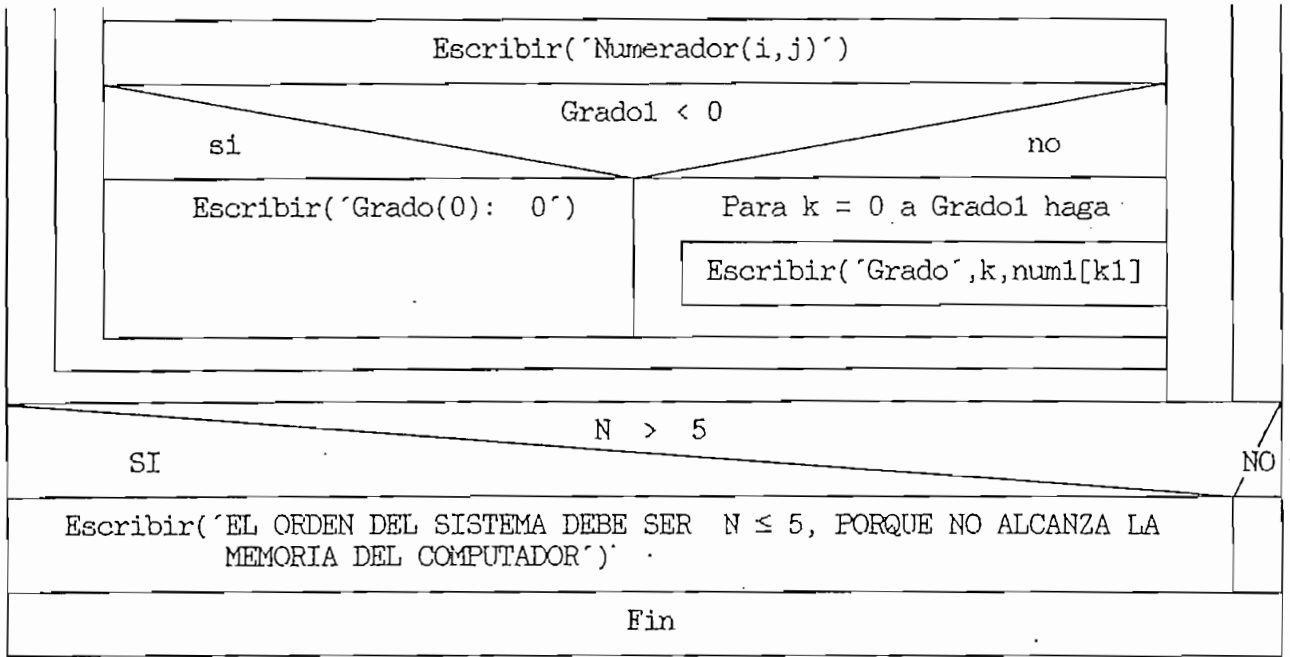 Escribir(´Numerador(i,j)´)
Grado1 < 0
si
no
Escribir(´Grado(0): 0´)
Para k = 0 a Grado1 haga
Escribir(´Grado´,k,num1[k1]
N > 5
SI
NO
Escribir(´EL ORDEN DEL SISTEMA DEBE SER N ≤ 5, PORQUE NO ALCANZA LA
MEMORIA DEL COMPUTADOR´)
Fin